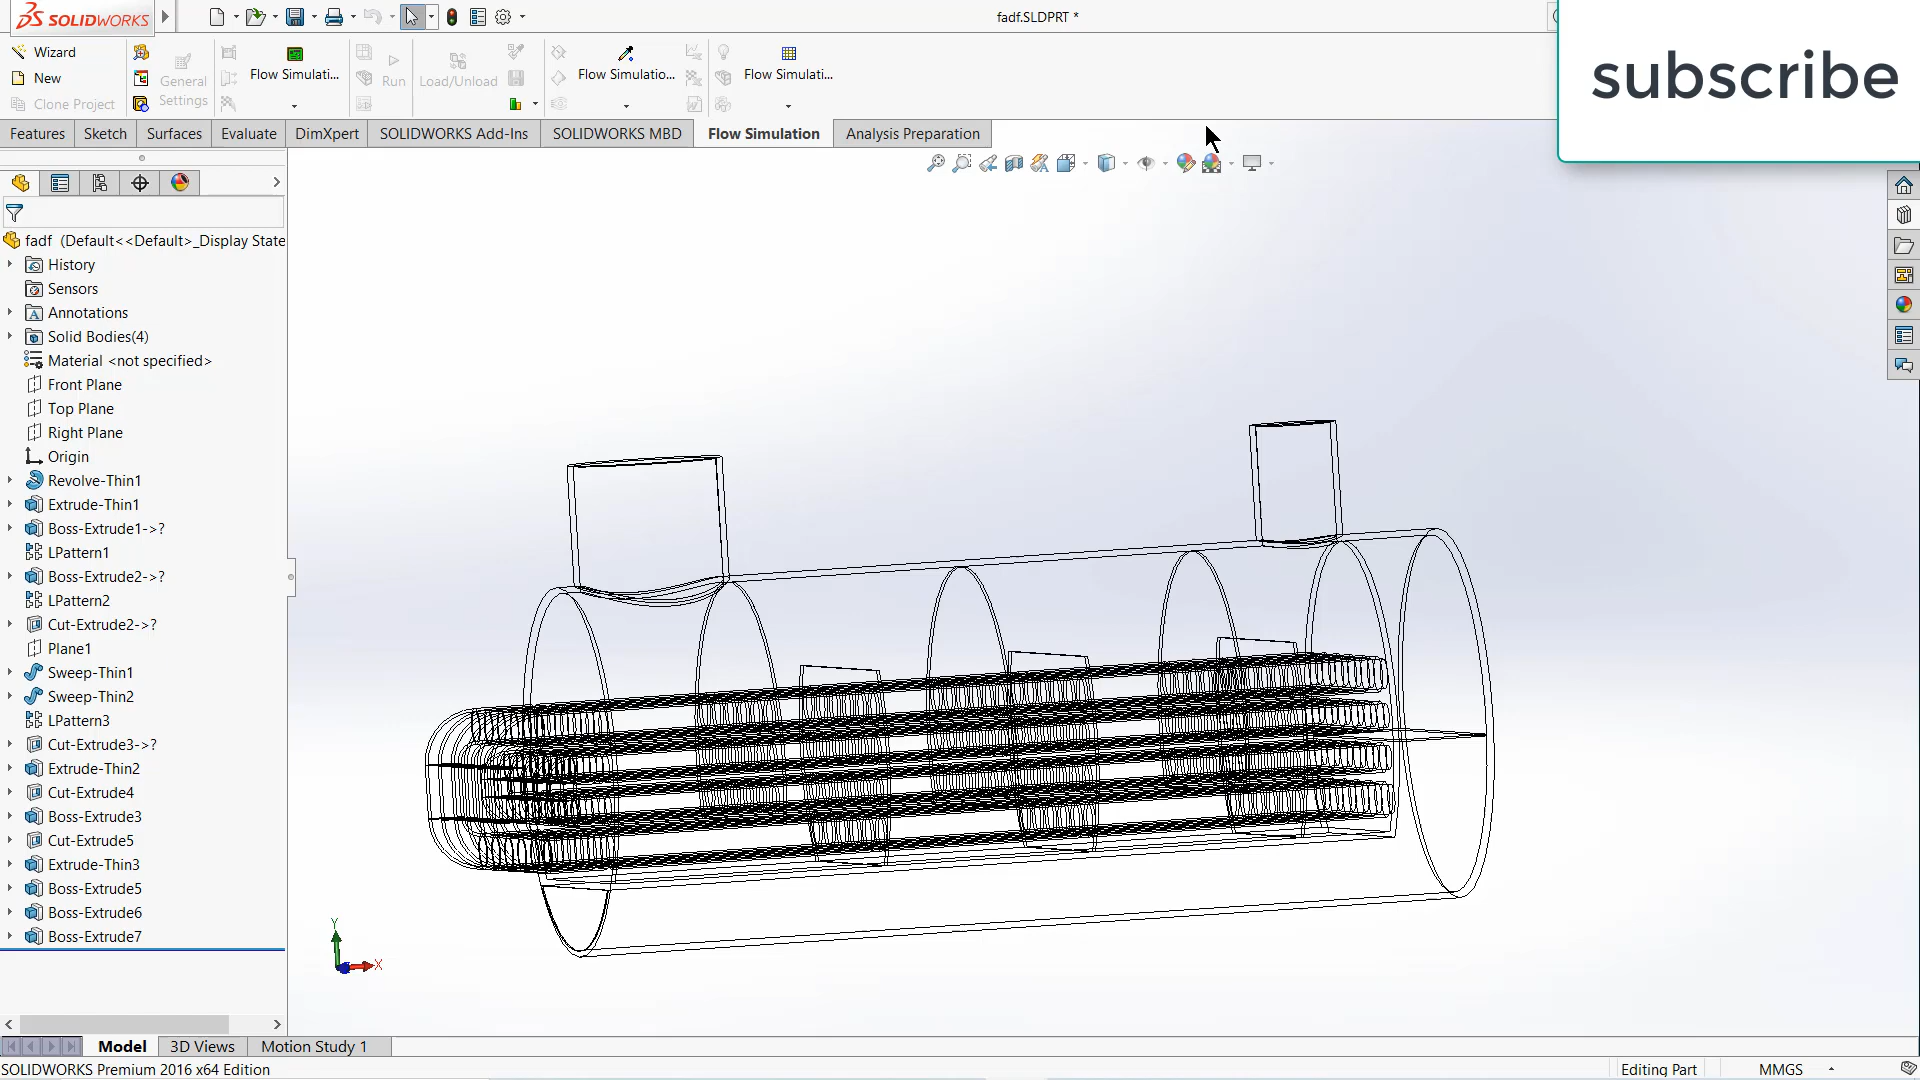 SOLIDWORKS
fadf.SLDPRT *
subscribe
Wizard
New
Clone Project
General
Settings
Flow Simulati...
Run
Load/Unload
Flow Simulatio...
Flow Simulati...
Features
Sketch
Surfaces
Evaluate
DimXpert
SOLIDWORKS Add-Ins
SOLIDWORKS MBD
Flow Simulation
Analysis Preparation
fadf (Default<<Default>_Display State
History
Sensors
Annotations
Solid Bodies(4)
Material <not specified>
Front Plane
Top Plane
Right Plane
Origin
Revolve-Thin1
Extrude-Thin1
Boss-Extrude1->?
LPattern1
Boss-Extrude2->?
LPattern2
Cut-Extrude2->?
Plane1
Sweep-Thin1
Sweep-Thin2
LPattern3
Cut-Extrude3->?
Extrude-Thin2
Cut-Extrude4
Boss-Extrude3
Cut-Extrude5
Extrude-Thin3
Boss-Extrude5
Boss-Extrude6
Boss-Extrude7
Y
X
Model
3D Views
Motion Study 1
SOLIDWORKS Premium 2016 x64 Edition
Editing Part
MMGS